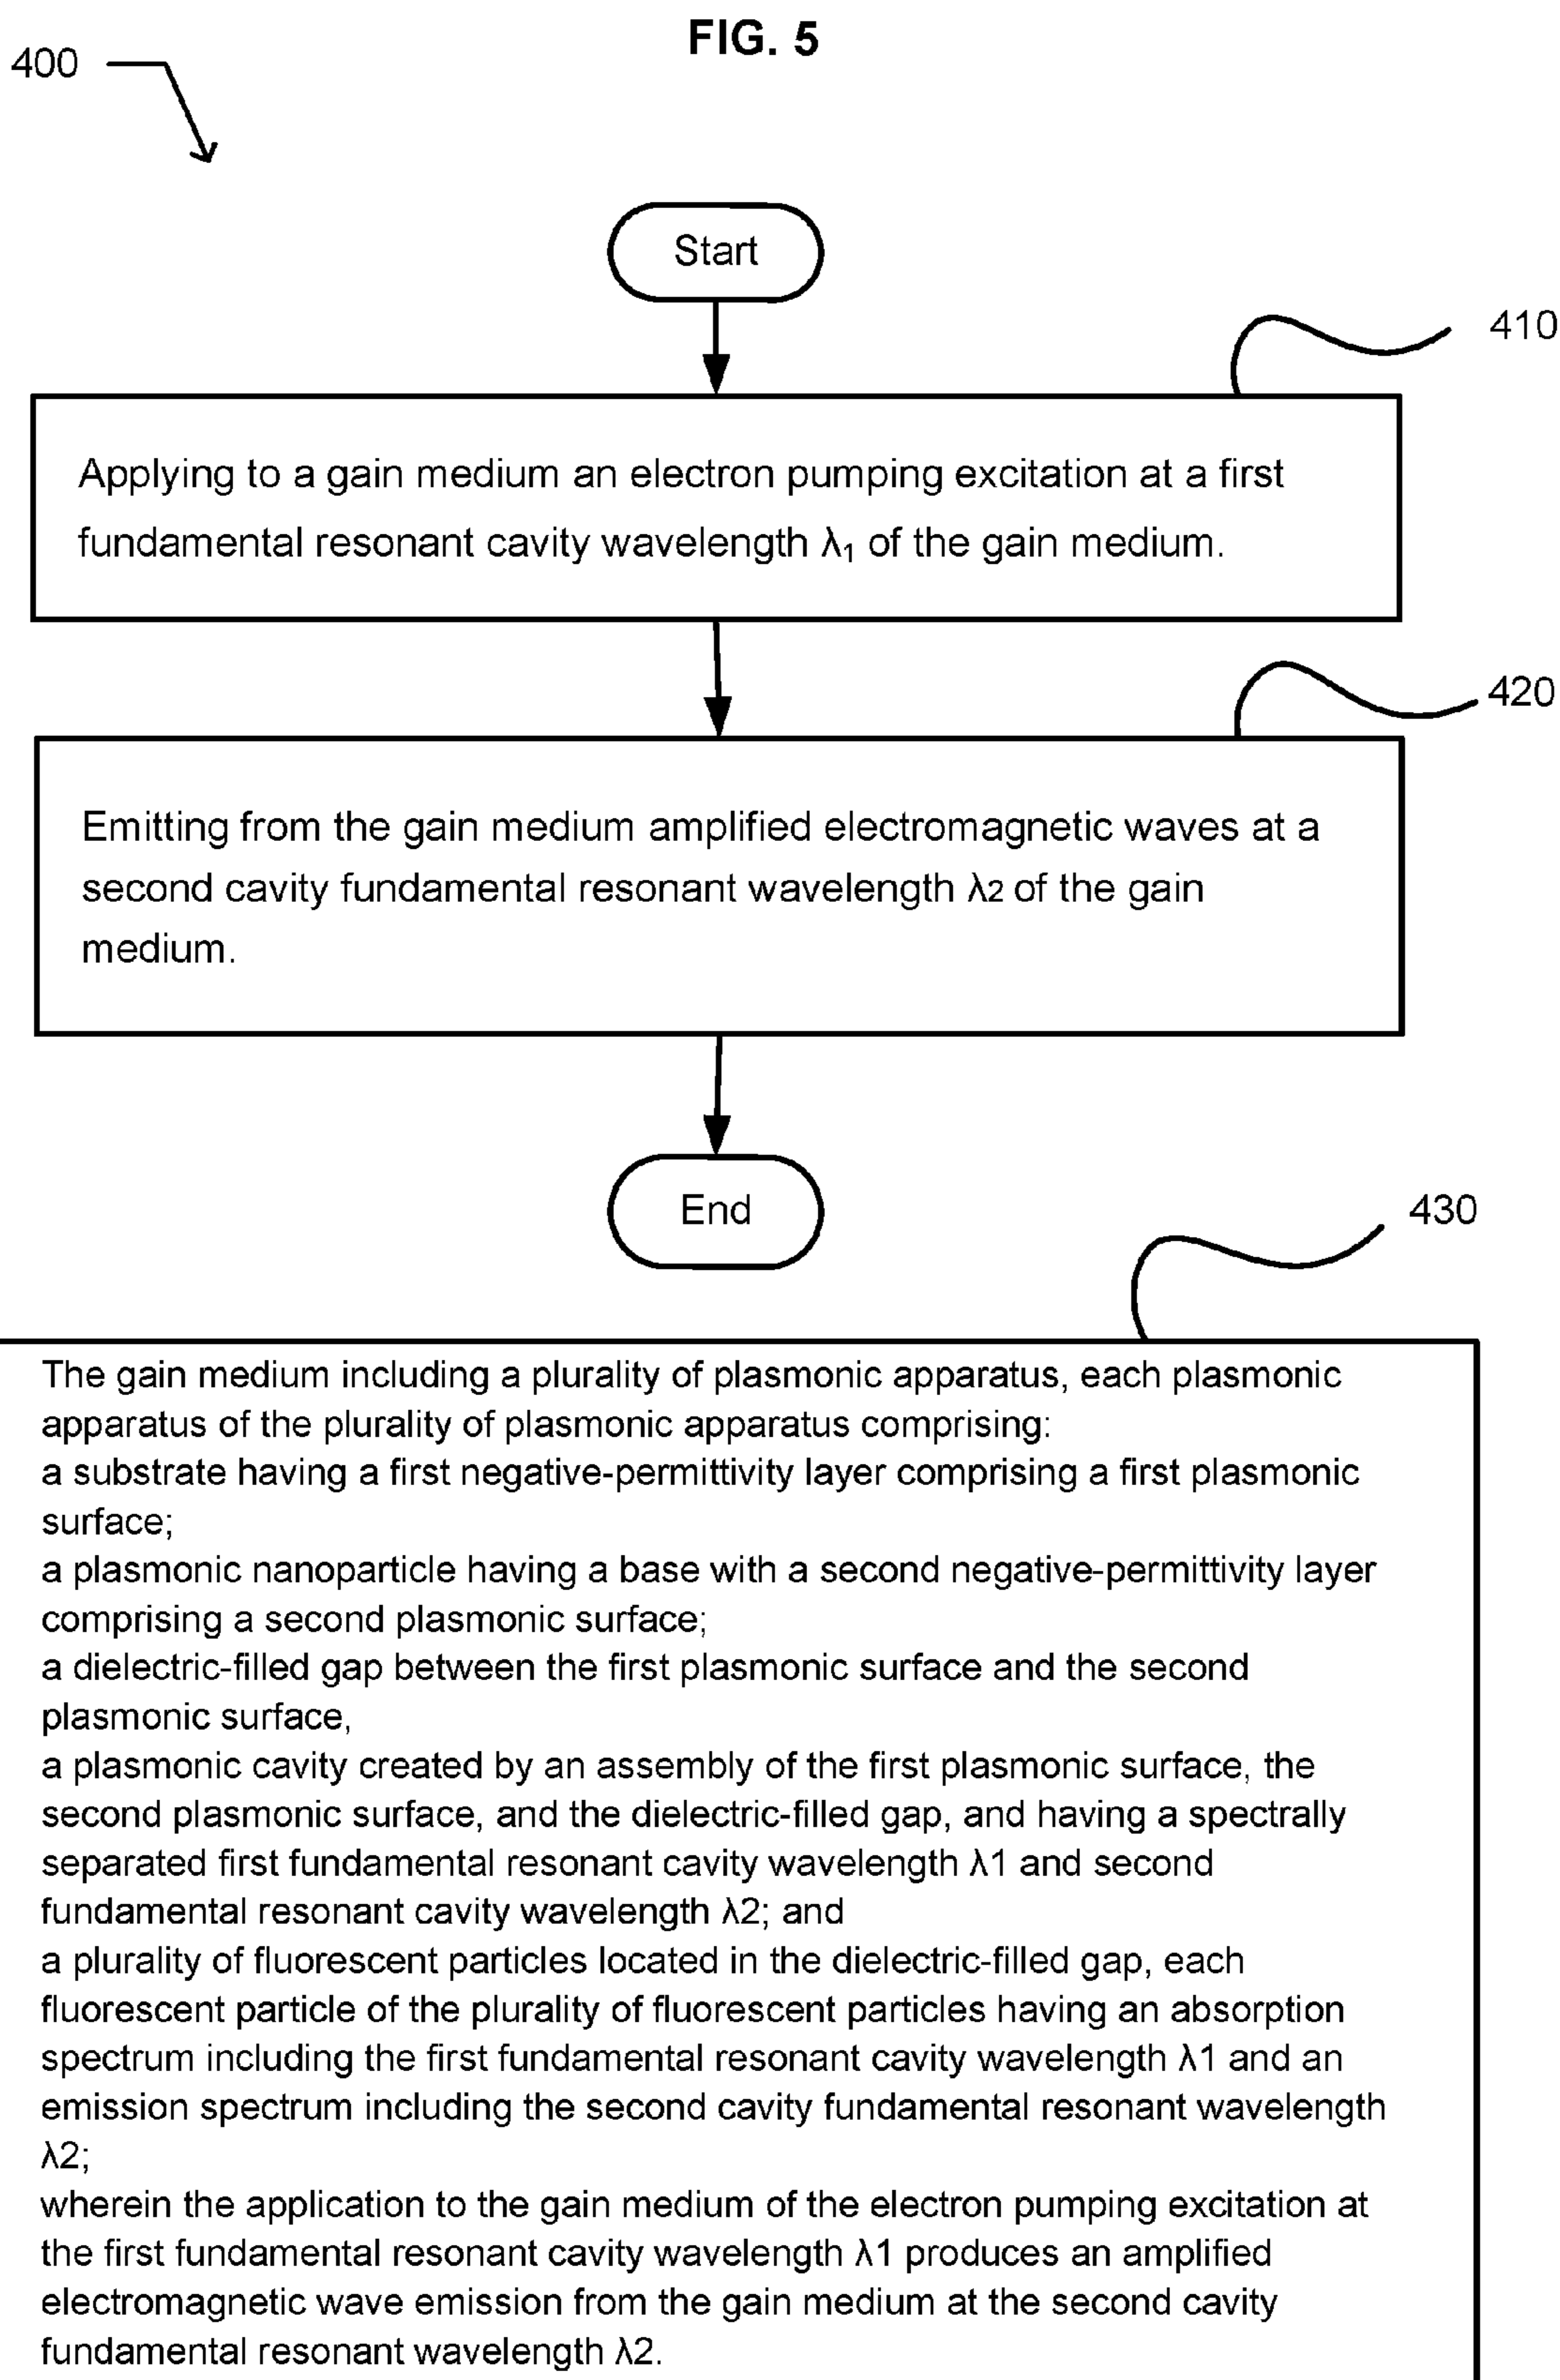 FIG. 5
400
Start
410
Applying to a gain medium an electron pumping excitation at a first
fundamental resonant cavity wavelength λ₁ of the gain medium.
420
Emitting from the gain medium amplified electromagnetic waves at a
second cavity fundamental resonant wavelength λ2 of the gain
medium.
End
430
The gain medium including a plurality of plasmonic apparatus, each plasmonic
apparatus of the plurality of plasmonic apparatus comprising:
a substrate having a first negative-permittivity layer comprising a first plasmonic
surface;
a plasmonic nanoparticle having a base with a second negative-permittivity layer
comprising a second plasmonic surface;
a dielectric-filled gap between the first plasmonic surface and the second
plasmonic surface,
a plasmonic cavity created by an assembly of the first plasmonic surface, the
second plasmonic surface, and the dielectric-filled gap, and having a spectrally
separated first fundamental resonant cavity wavelength λ1 and second
fundamental resonant cavity wavelength λ2; and
a plurality of fluorescent particles located in the dielectric-filled gap, each
fluorescent particle of the plurality of fluorescent particles having an absorption
spectrum including the first fundamental resonant cavity wavelength λ1 and an
emission spectrum including the second cavity fundamental resonant wavelength
λ2;
wherein the application to the gain medium of the electron pumping excitation at
the first fundamental resonant cavity wavelength λ1 produces an amplified
electromagnetic wave emission from the gain medium at the second cavity
fundamental resonant wavelength λ2.